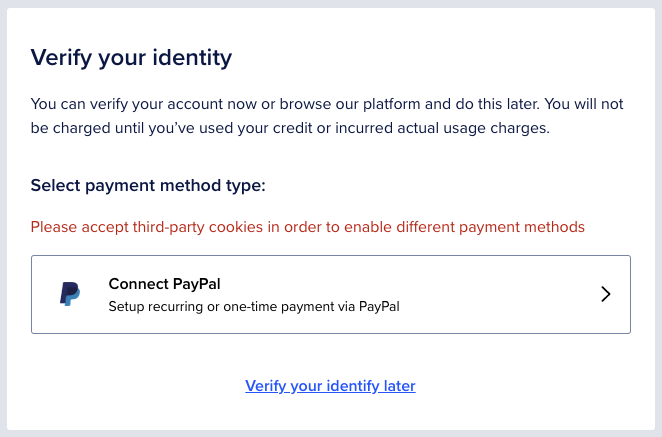 Verify your identity
You can verify your account now or browse our platform and do this later. You will not
be charged until you’ve used your credit or incurred actual usage charges.
Select payment method type:
Please accept third-party cookies in order to enable different payment methods
Connect PayPal
Setup recurring or one-time payment via PayPal
Verify your identify later